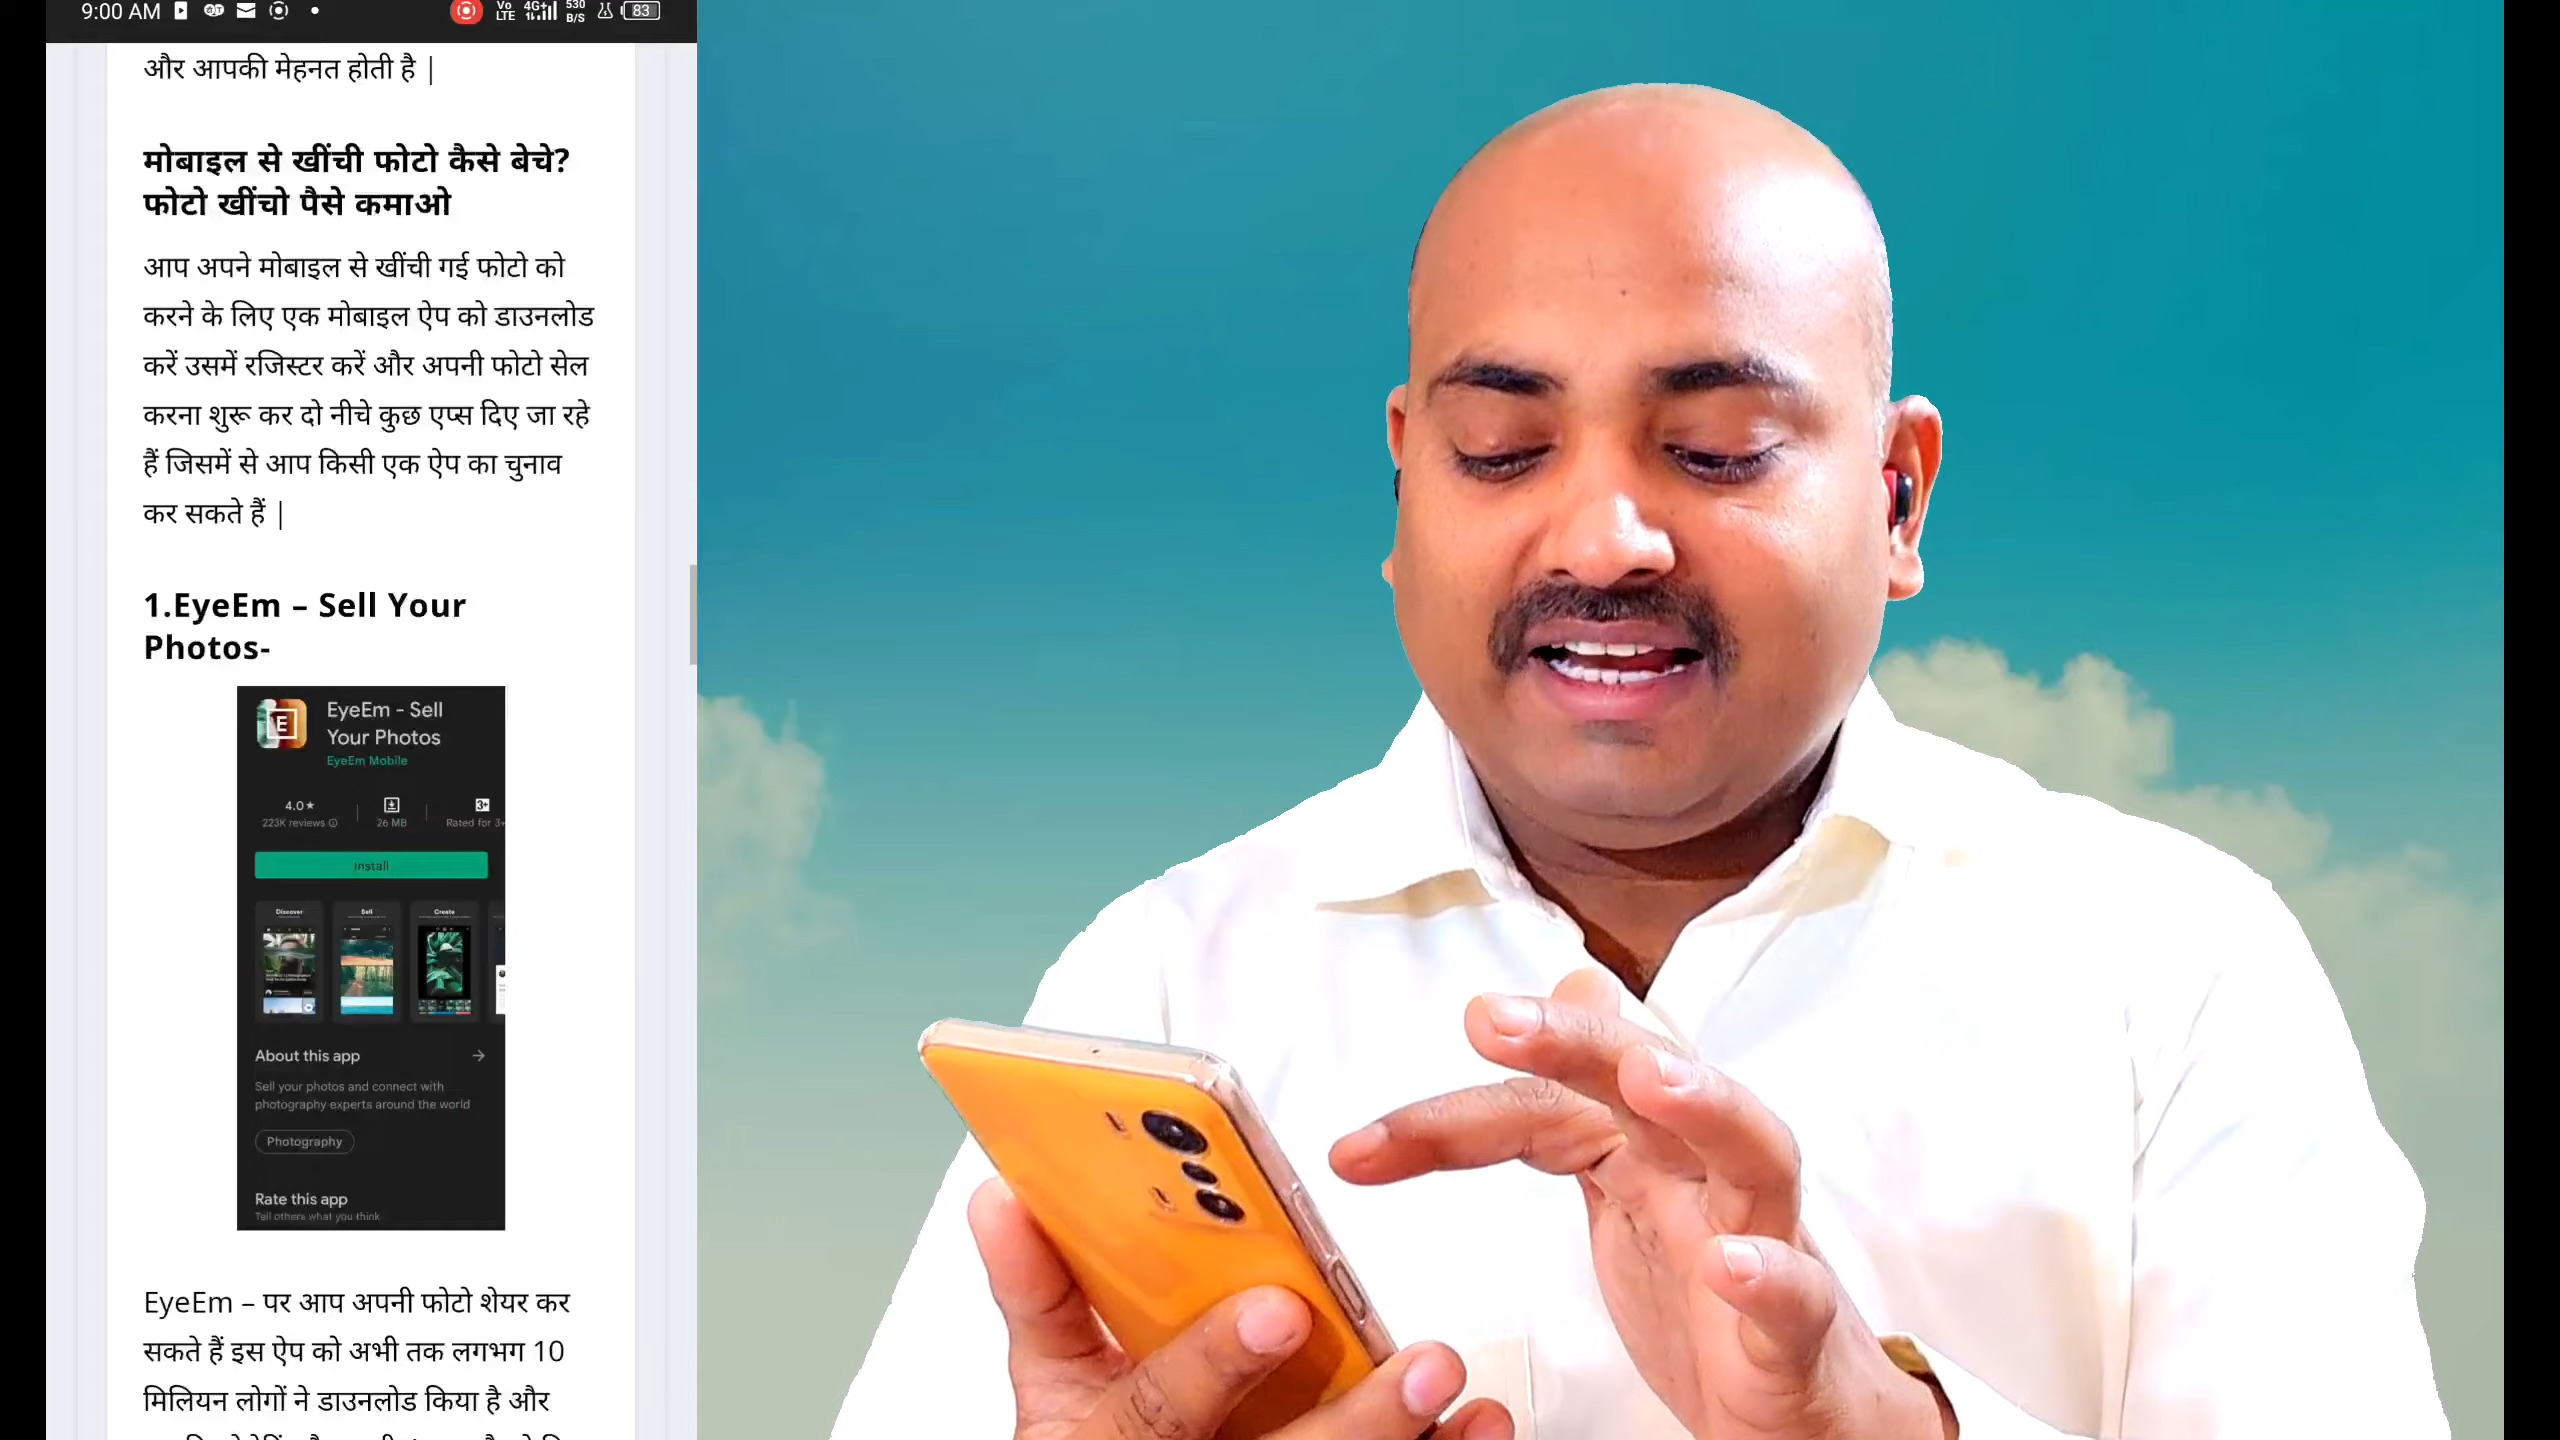 9:00 AM
Vo LTE 4G+ 530 B/S 83
और आपकी मेहनत होती है |
मोबाइल से खींची फोटो कैसे बेचे?
फोटो खींचो पैसे कमाओ
आप अपने मोबाइल से खींची गई फोटो को
करने के लिए एक मोबाइल ऐप को डाउनलोड
करें उसमें रजिस्टर करें और अपनी फोटो सेल
करना शुरू कर दो नीचे कुछ एप्स दिए जा रहे
हैं जिसमें से आप किसी एक ऐप का चुनाव
कर सकते हैं |
1.EyeEm – Sell Your
Photos-
E
EyeEm - Sell
Your Photos
EyeEm Mobile
4.0★ 3+
223K reviews 26 MB Rated for 3+
Install
Discover Sell Create
About this app
Sell your photos and connect with
photography experts around the world
Photography
Rate this app
Tell others what you think
EyeEm – पर आप अपनी फोटो शेयर कर
सकते हैं इस ऐप को अभी तक लगभग 10
मिलियन लोगों ने डाउनलोड किया है और